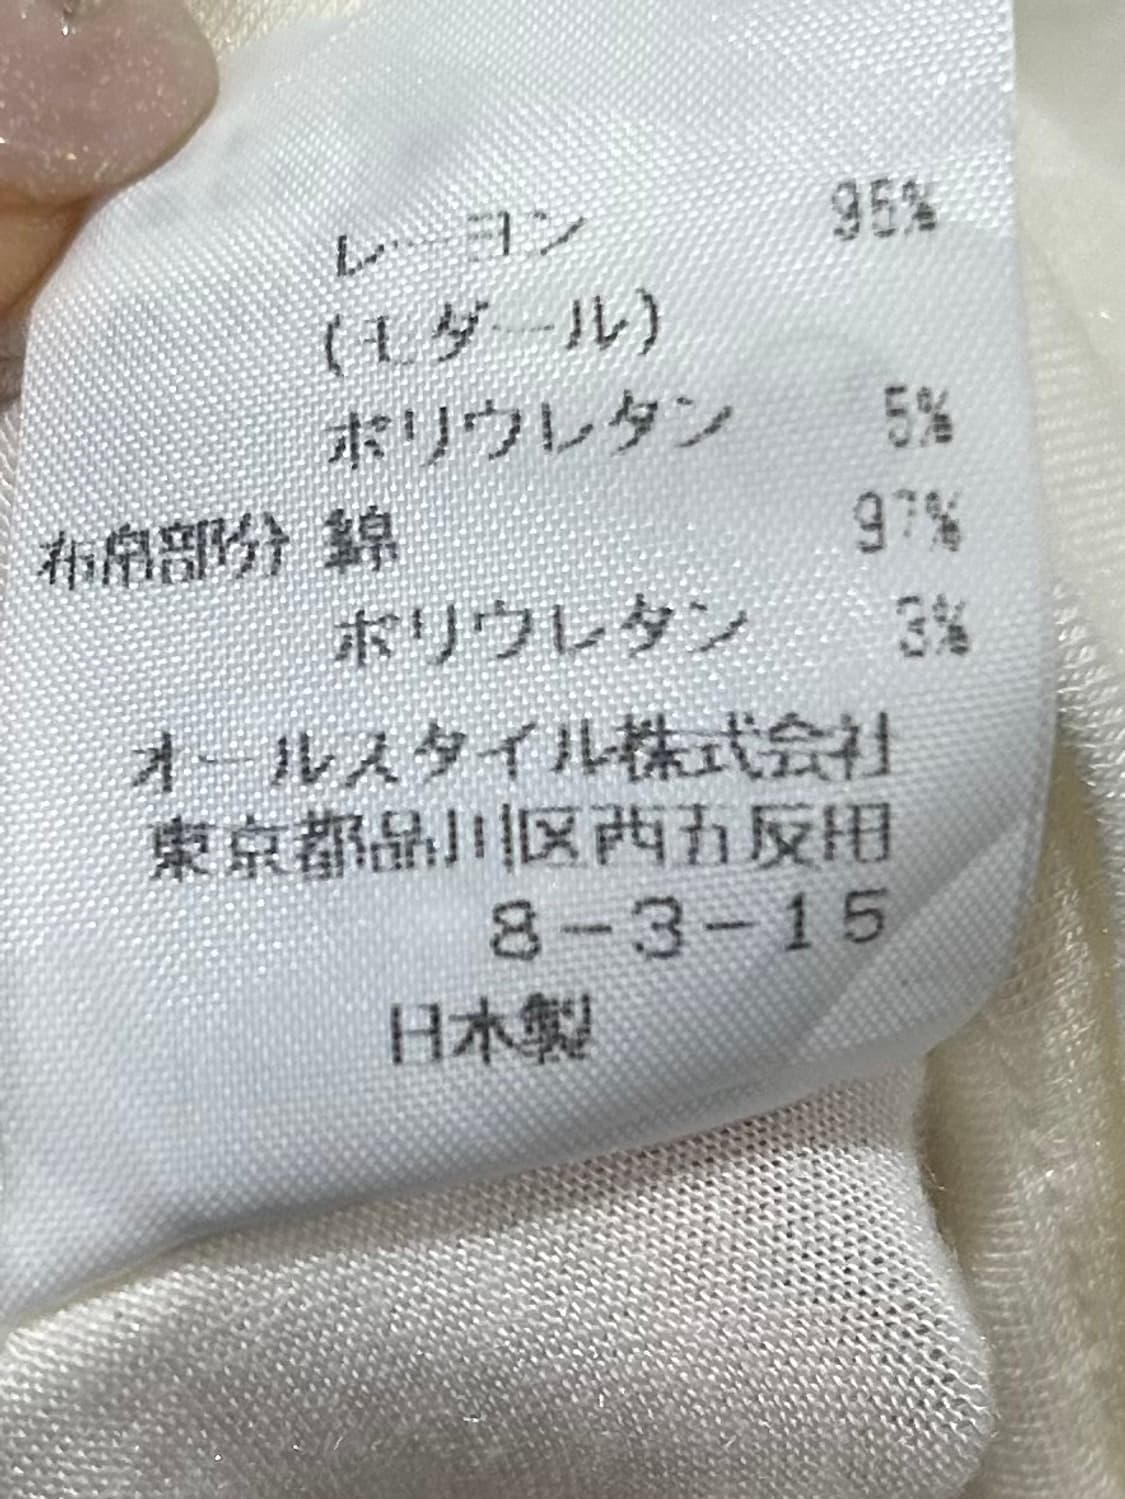 レーヨン 95%
(モダール)
ポリウレタン 5%
布帛部分 綿 97%
ポリウレタン 3%
オールスタイル株式会社
東京都品川区西五反田
8-3-15
日本製